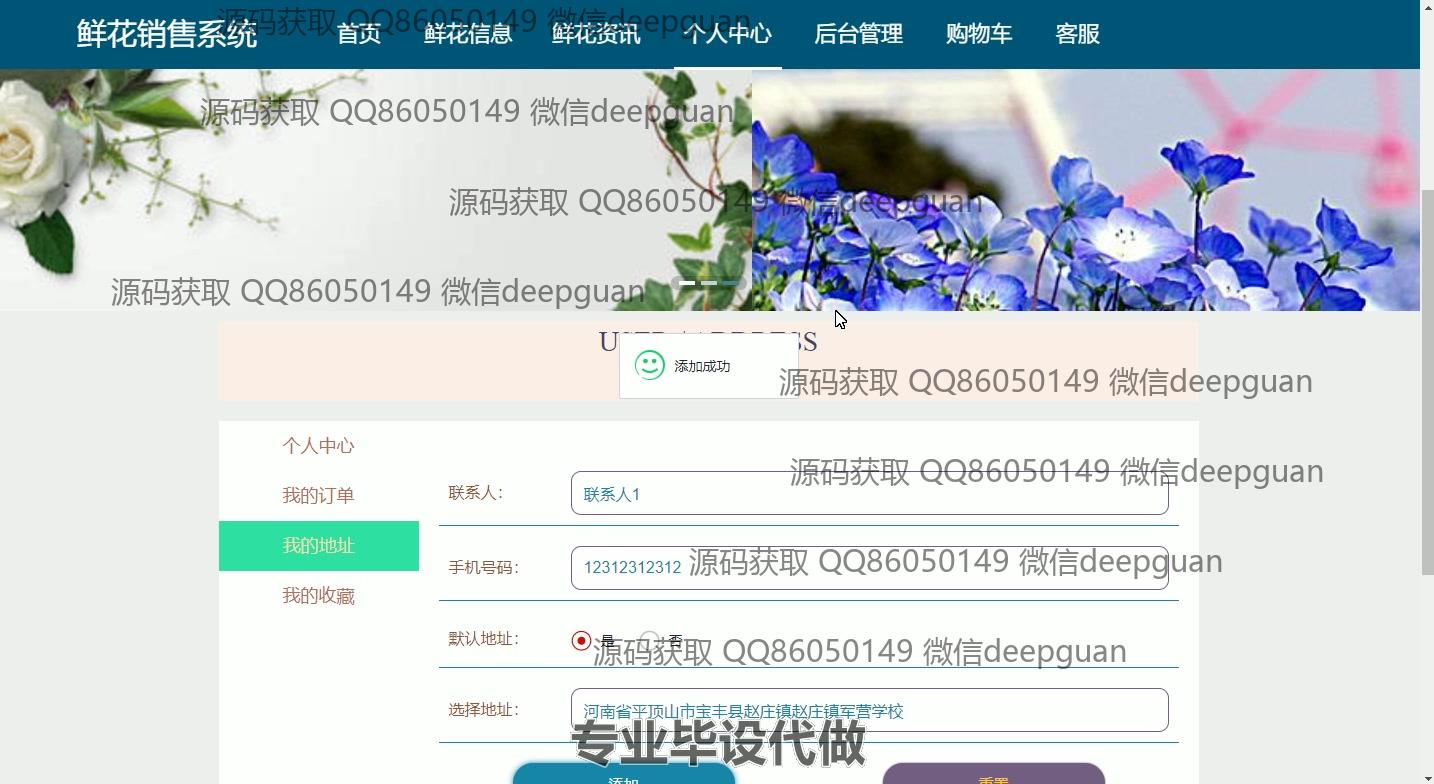 源码获取 QQ86050149 微信deepguan
鲜花销售系统 首页 鲜花信息 鲜花资讯 个人中心 后台管理 购物车 客服
源码获取 QQ86050149 微信deepguan
源码获取 QQ86050149 微信deepguan
源码获取 QQ86050149 微信deepguan
添加成功
源码获取 QQ86050149 微信deepguan
个人中心
源码获取 QQ86050149 微信deepguan
我的订单
联系人： 联系人1
我的地址
手机号码： 12312312312
源码获取 QQ86050149 微信deepguan
我的收藏
默认地址： 是 否
源码获取 QQ86050149 微信deepguan
选择地址： 河南省平顶山市宝丰县赵庄镇赵庄镇军营学校
专业毕设代做
添加 重置